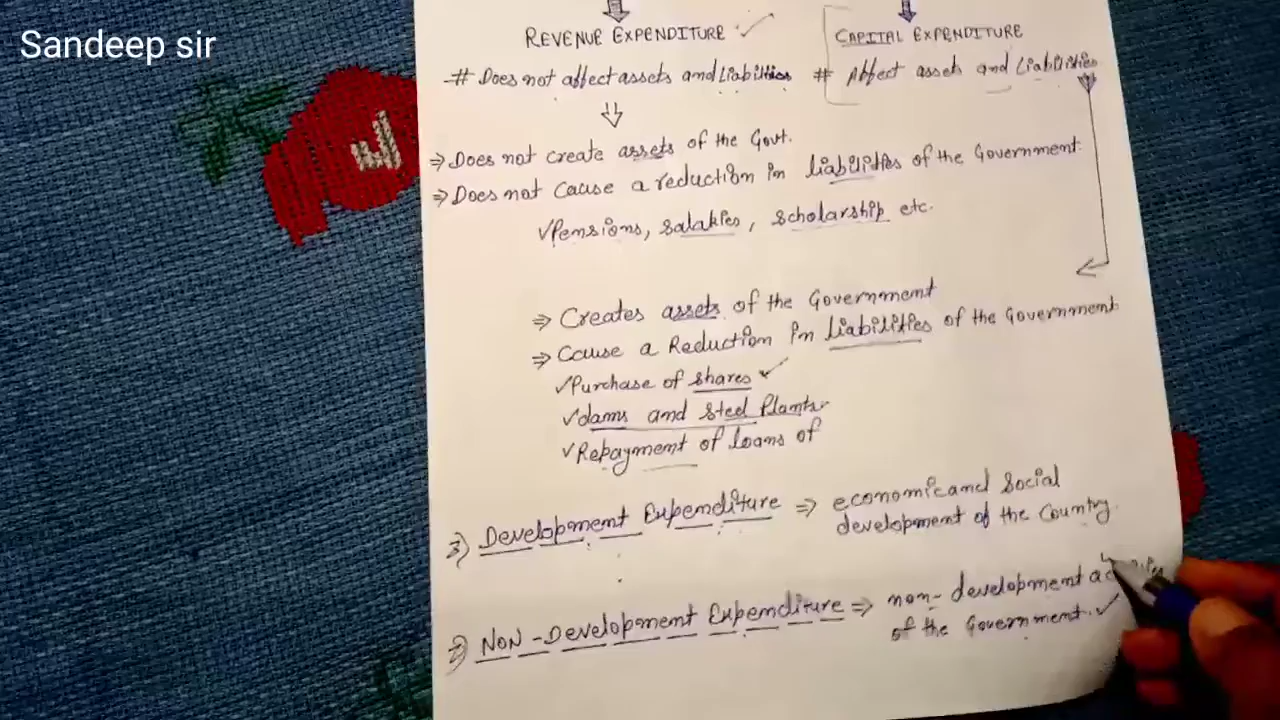 Sandeep sir
REVENUE EXPENDITURE ✓
CAPITAL EXPENDITURE
# Does not affect assets and Liabilities
# Affect assets and Liabilities
⇒ Does not create assets of the Govt.
⇒ Does not cause a reduction in liabilities of the Government.
✓Pensions, Salaries, Scholarship etc.
⇒ Creates assets of the Government
⇒ Cause a Reduction in liabilities of the Government
✓Purchase of shares ✓
✓dams and steel Plants
✓Repayment of loans of
3) Development Expenditure ⇒ economic and social
development of the Country.
NON-Development Expenditure ⇒ non-development
of the Government. ✓